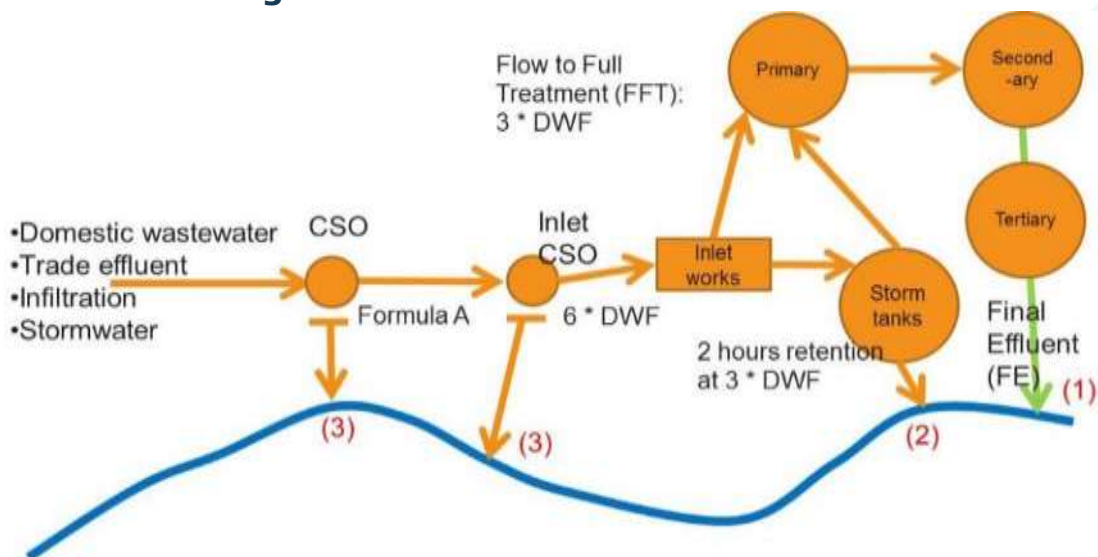 •Domestic wastewater
•Trade effluent
•Infiltration
•Stormwater
CSO
Formula A
Inlet
CSO
6 * DWF
Flow to Full
Treatment (FFT):
3 * DWF
Inlet
works
Primary
Second
-ary
Tertiary
Storm
tanks
2 hours retention
at 3 * DWF
Final
Effluent
(FE)
(1)
(2)
(3)
(3)